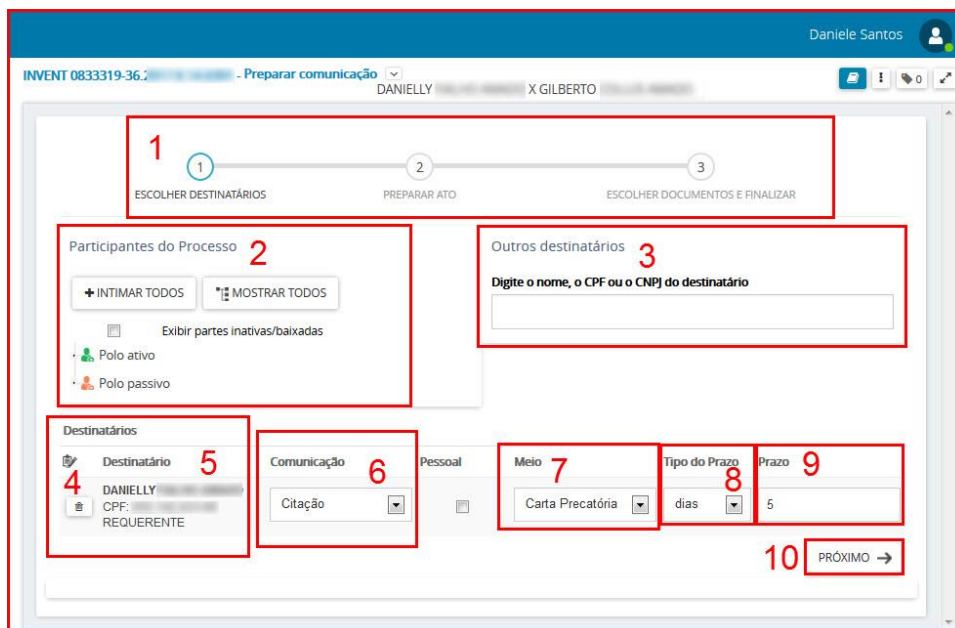 Daniele Santos
INVENT 0833319-36.2 - Preparar comunicação
DANIELLY X GILBERTO
0
1
1 2 3
ESCOLHER DESTINATÁRIOS PREPARAR ATO ESCOLHER DOCUMENTOS E FINALIZAR
Participantes do Processo 2
Outros destinatários 3
Digite o nome, o CPF ou o CNPJ do destinatário
+ INTIMAR TODOS MOSTRAR TODOS
Exibir partes inativas/baixadas
Polo ativo
Polo passivo
Destinatários
Destinatário 5 Comunicação 6 Pessoal Meio 7 Tipo do Prazo 8 Prazo 9
4
DANIELLY
CPF:
REQUERENTE
Citação Carta Precatória dias 5
10 PRÓXIMO →